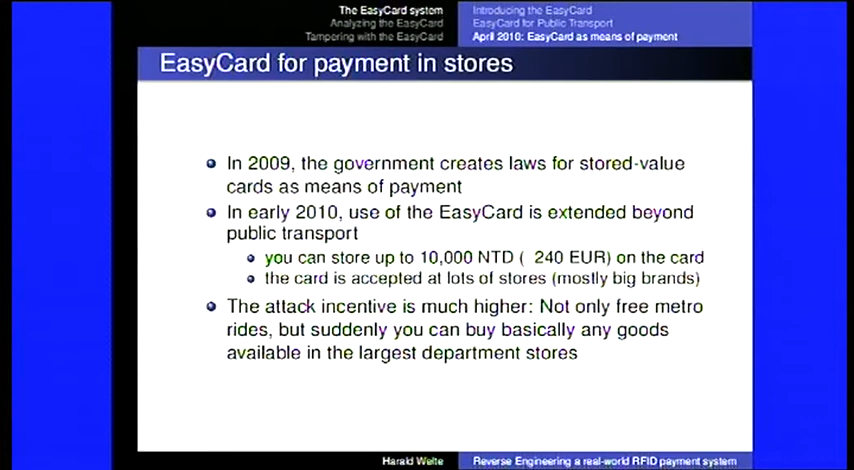 The EasyCard system
Analyzing the EasyCard
Tampering with the EasyCard
Introducing the EasyCard
EasyCard for Public Transport
April 2010: EasyCard as means of payment
EasyCard for payment in stores
In 2009, the government creates laws for stored-value
cards as means of payment
In early 2010, use of the EasyCard is extended beyond
public transport
you can store up to 10,000 NTD ( 240 EUR) on the card
the card is accepted at lots of stores (mostly big brands)
The attack incentive is much higher: Not only free metro
rides, but suddenly you can buy basically any goods
available in the largest department stores
Harald Welte
Reverse Engineering a real-world RFID payment system